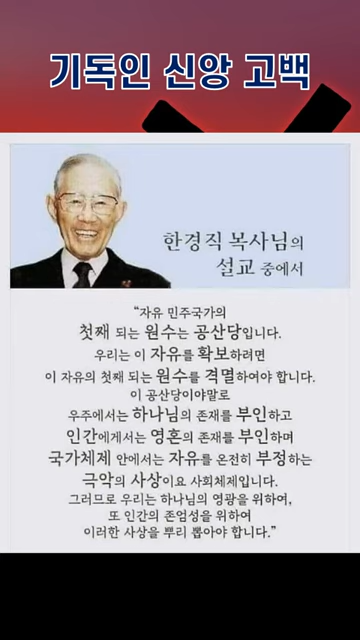 기독인 신앙 고백
한경직 목사님의
설교 중에서
“자유 민주국가의
첫째 되는 원수는 공산당입니다.
우리는 이 자유를 확보하려면
이 자유의 첫째 되는 원수를 격멸하여야 합니다.
이 공산당이야말로
우주에서는 하나님의 존재를 부인하고
인간에게서는 영혼의 존재를 부인하며
국가체제 안에서는 자유를 온전히 부정하는
극악의 사상이요 사회체제입니다.
그러므로 우리는 하나님의 영광을 위하여,
또 인간의 존엄성을 위하여
이러한 사상을 뿌리 뽑아야 합니다.”